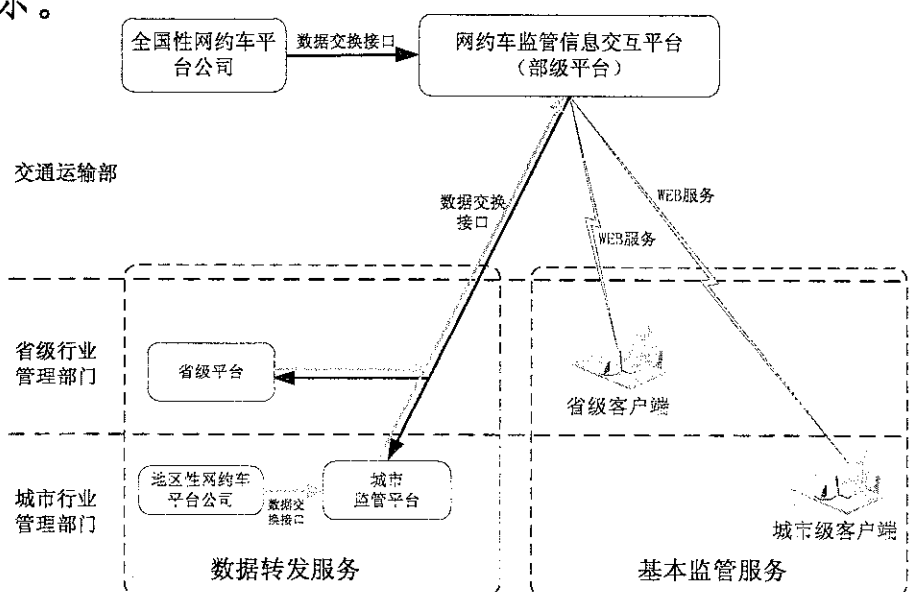 示。
全国性网约车平
台公司
数据交换接口
网约车监管信息交互平台
（部级平台）
交通运输部
数据交换
接口
WEB服务
WEB服务
省级行业
管理部门
省级平台
省级客户端
城市行业
管理部门
地区性网约车
平台公司
数据交
换接口
城市
监管平台
城市级客户端
数据转发服务
基本监管服务